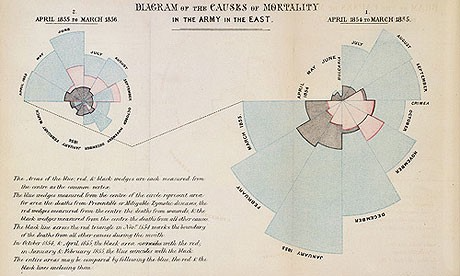 DIAGRAM OF THE CAUSES OF MORTALITY
IN THE ARMY IN THE EAST.
2.
APRIL 1855 TO MARCH 1856
1.
APRIL 1854 TO MARCH 1855.
JUNE
JULY
AUGUST
SEPTEMBER
OCTOBER
NOVEMBER
DECEMBER
JANUARY
1856
FEBRUARY
MARCH
APRIL 1855
MAY
APRIL
1854
MAY
JUNE
JULY
AUGUST
SEPTEMBER
CRIMEA
OCTOBER
NOVEMBER
DECEMBER
JANUARY 1855
FEBRUARY
MARCH 1855.
The Areas of the blue, red, & black wedges are each measured from
the centre as the common vertex.
The blue wedges measured from the centre of the circle represent area
for area the deaths from Preventable or Mitigable Zymotic diseases, the
red wedges measured from the centre the deaths from wounds, & the
black wedges measured from the centre the deaths from all other causes.
The black line across the red triangle in Novr. 1854 marks the boundary
of the deaths from all other causes during the month.
In October 1854, & April, 1855, the black area coincides with the red,
in January & February 1855, the blue coincides with the black.
The entire areas may be compared by following the blue, the red & the
black lines enclosing them.